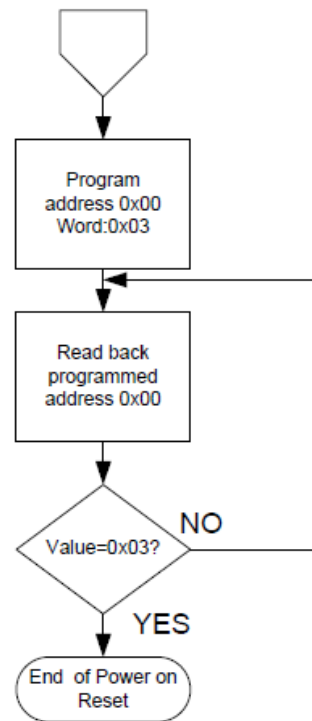 Program
address 0x00
Word:0x03
Read back
programmed
address 0x00
Value=0x03?
NO
YES
End of Power on
Reset